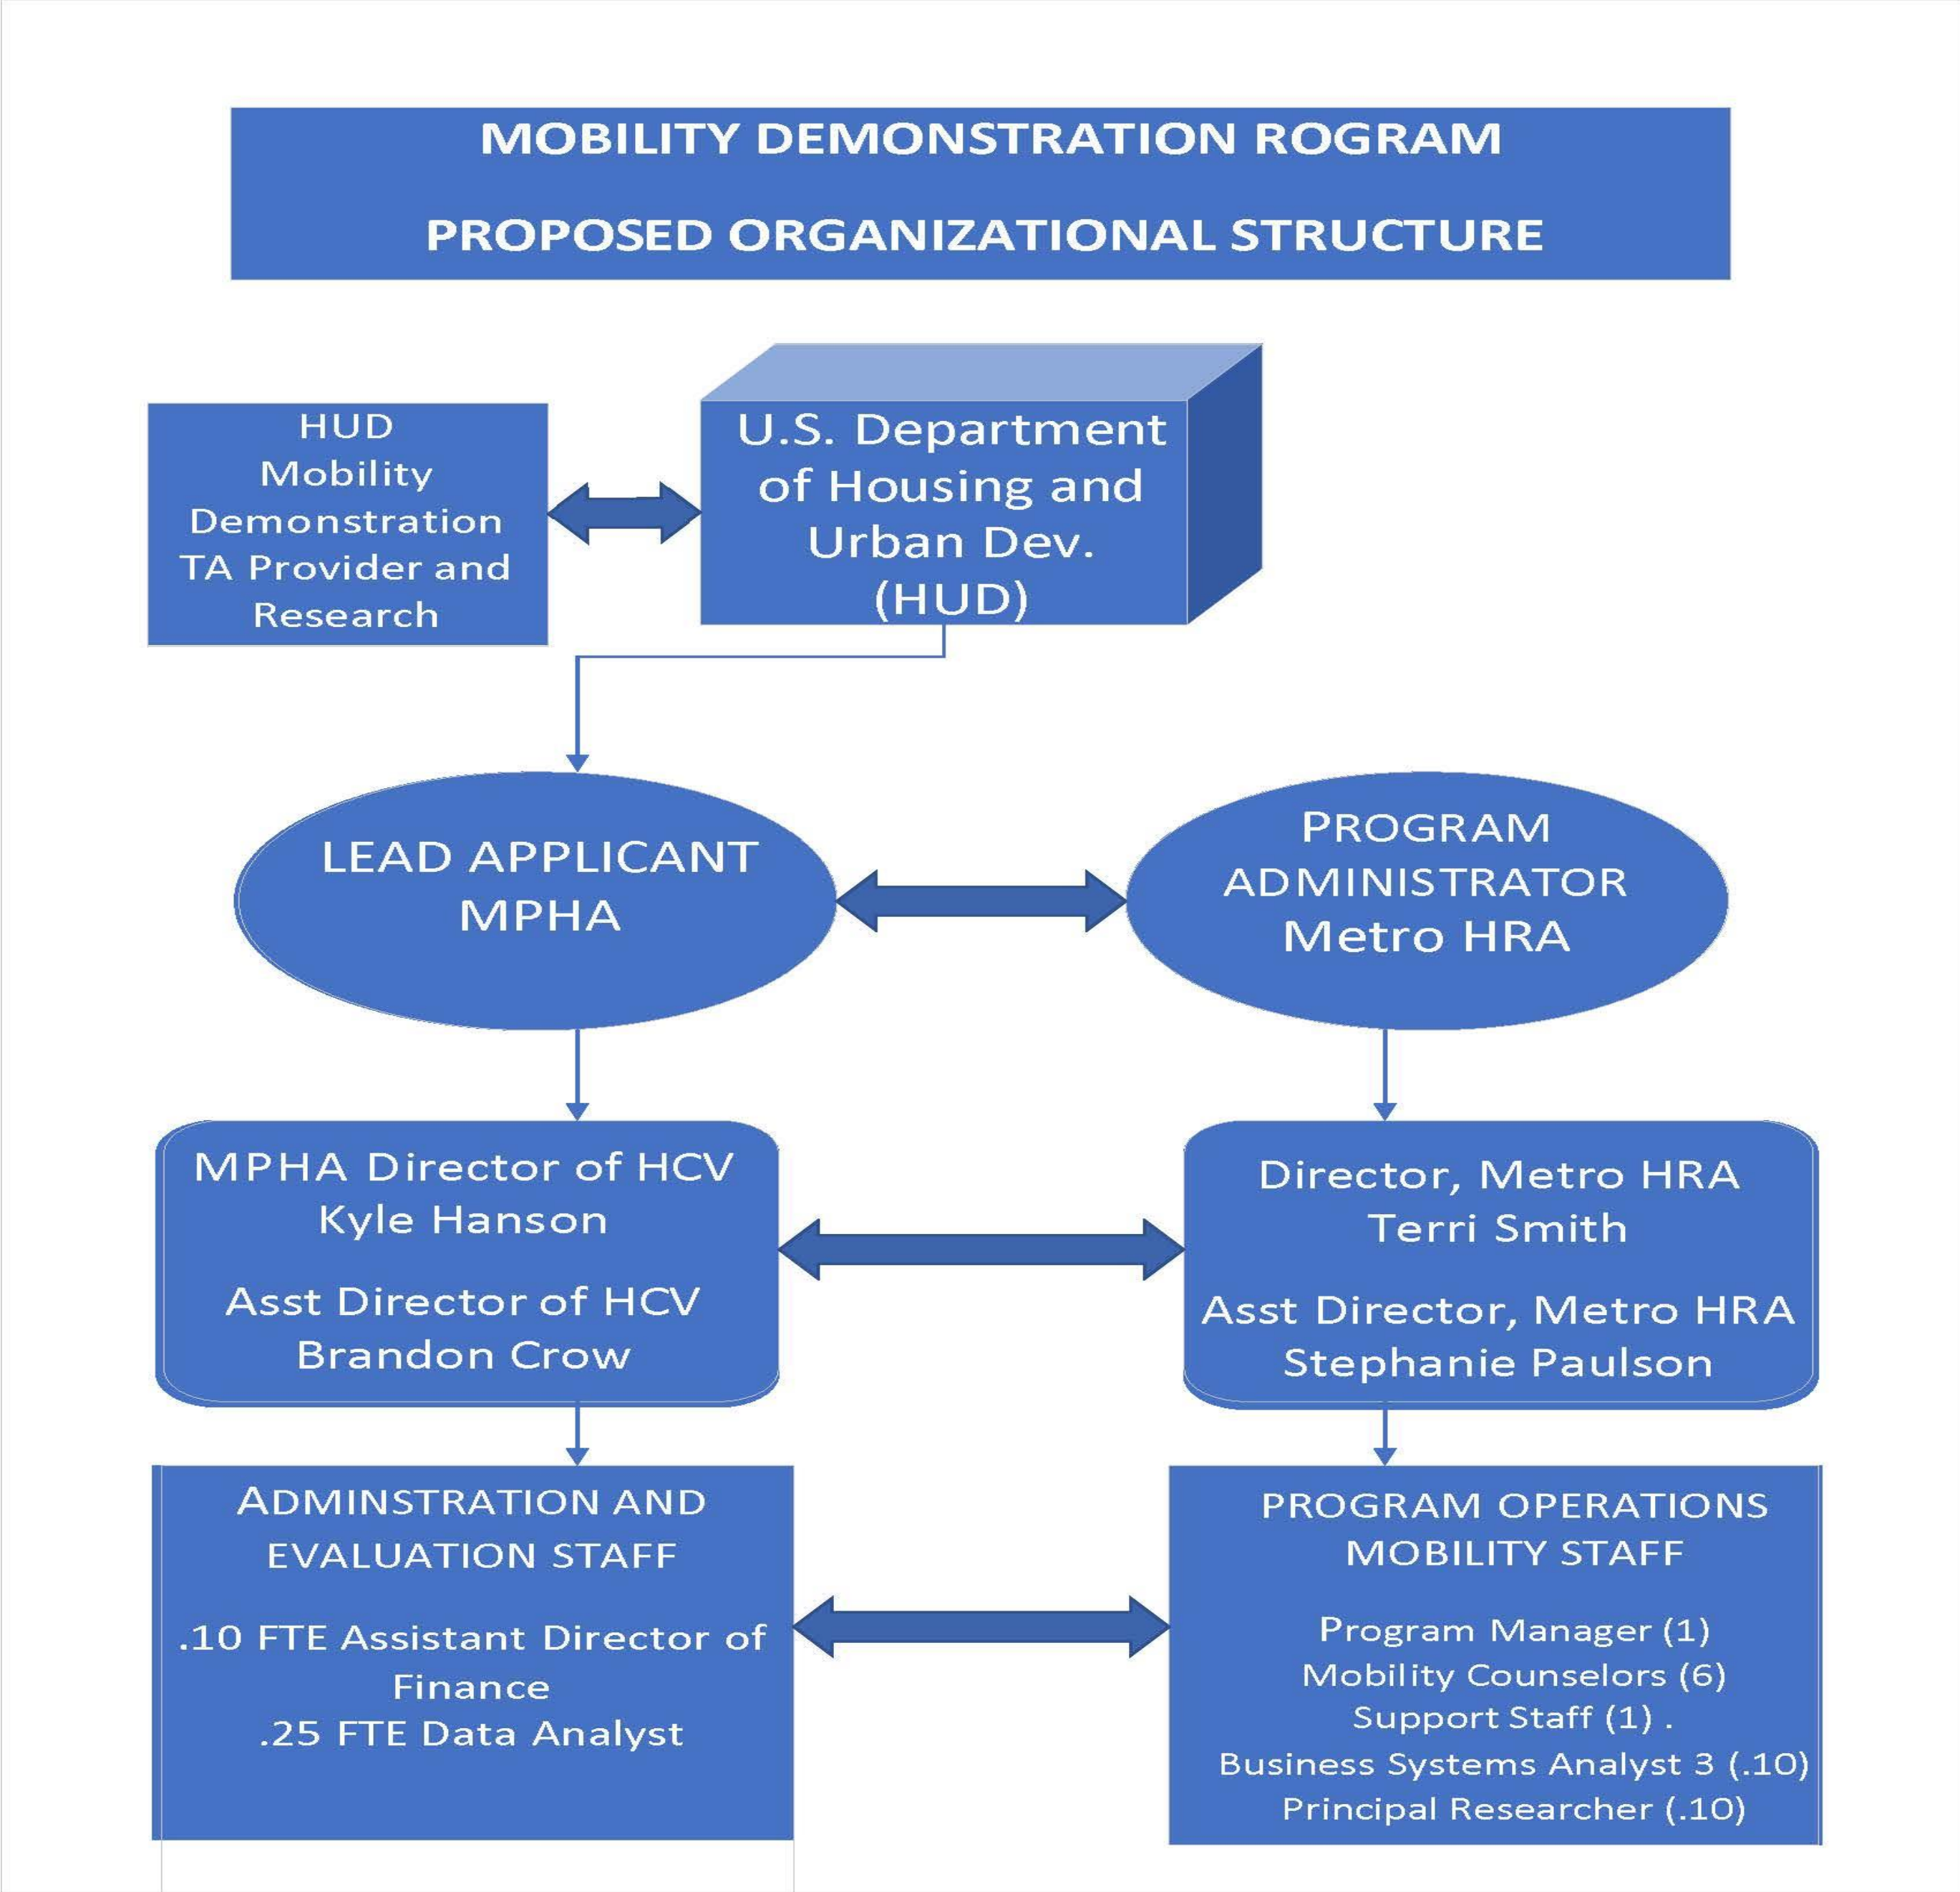 MOBILITY DEMONSTRATION ROGRAM
PROPOSED ORGANIZATIONAL STRUCTURE
HUD
Mobility
Demonstration
TA Provider and
Research
U.S. Department
of Housing and
Urban Dev.
(HUD)
LEAD APPLICANT
MPHA
PROGRAM
ADMINISTRATOR
Metro HRA
MPHA Director of HCV
Kyle Hanson
Asst Director of HCV
Brandon Crow
Director, Metro HRA
Terri Smith
Asst Director, Metro HRA
Stephanie Paulson
ADMINSTRATION AND
EVALUATION STAFF
.10 FTE Assistant Director of
Finance
.25 FTE Data Analyst
PROGRAM OPERATIONS
MOBILITY STAFF
Program Manager (1)
Mobility Counselors (6)
Support Staff (1) .
Business Systems Analyst 3 (.10)
Principal Researcher (.10)